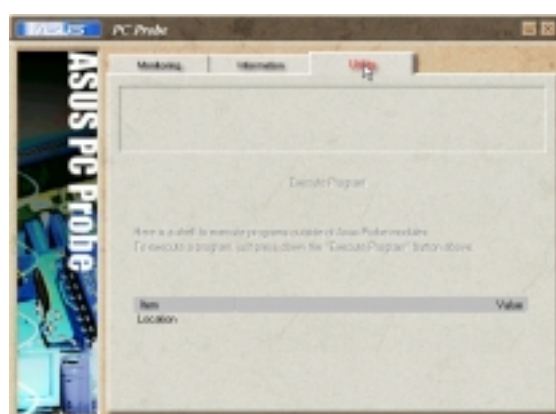 ASUS PC Probe
Monitoring Information Utility
ASUS PC Probe
Execute Program
Here is a shell to execute programs outside of Asus Probe modules.
To execute a program, just press down the "Execute Program" button above.
Item Value
Location